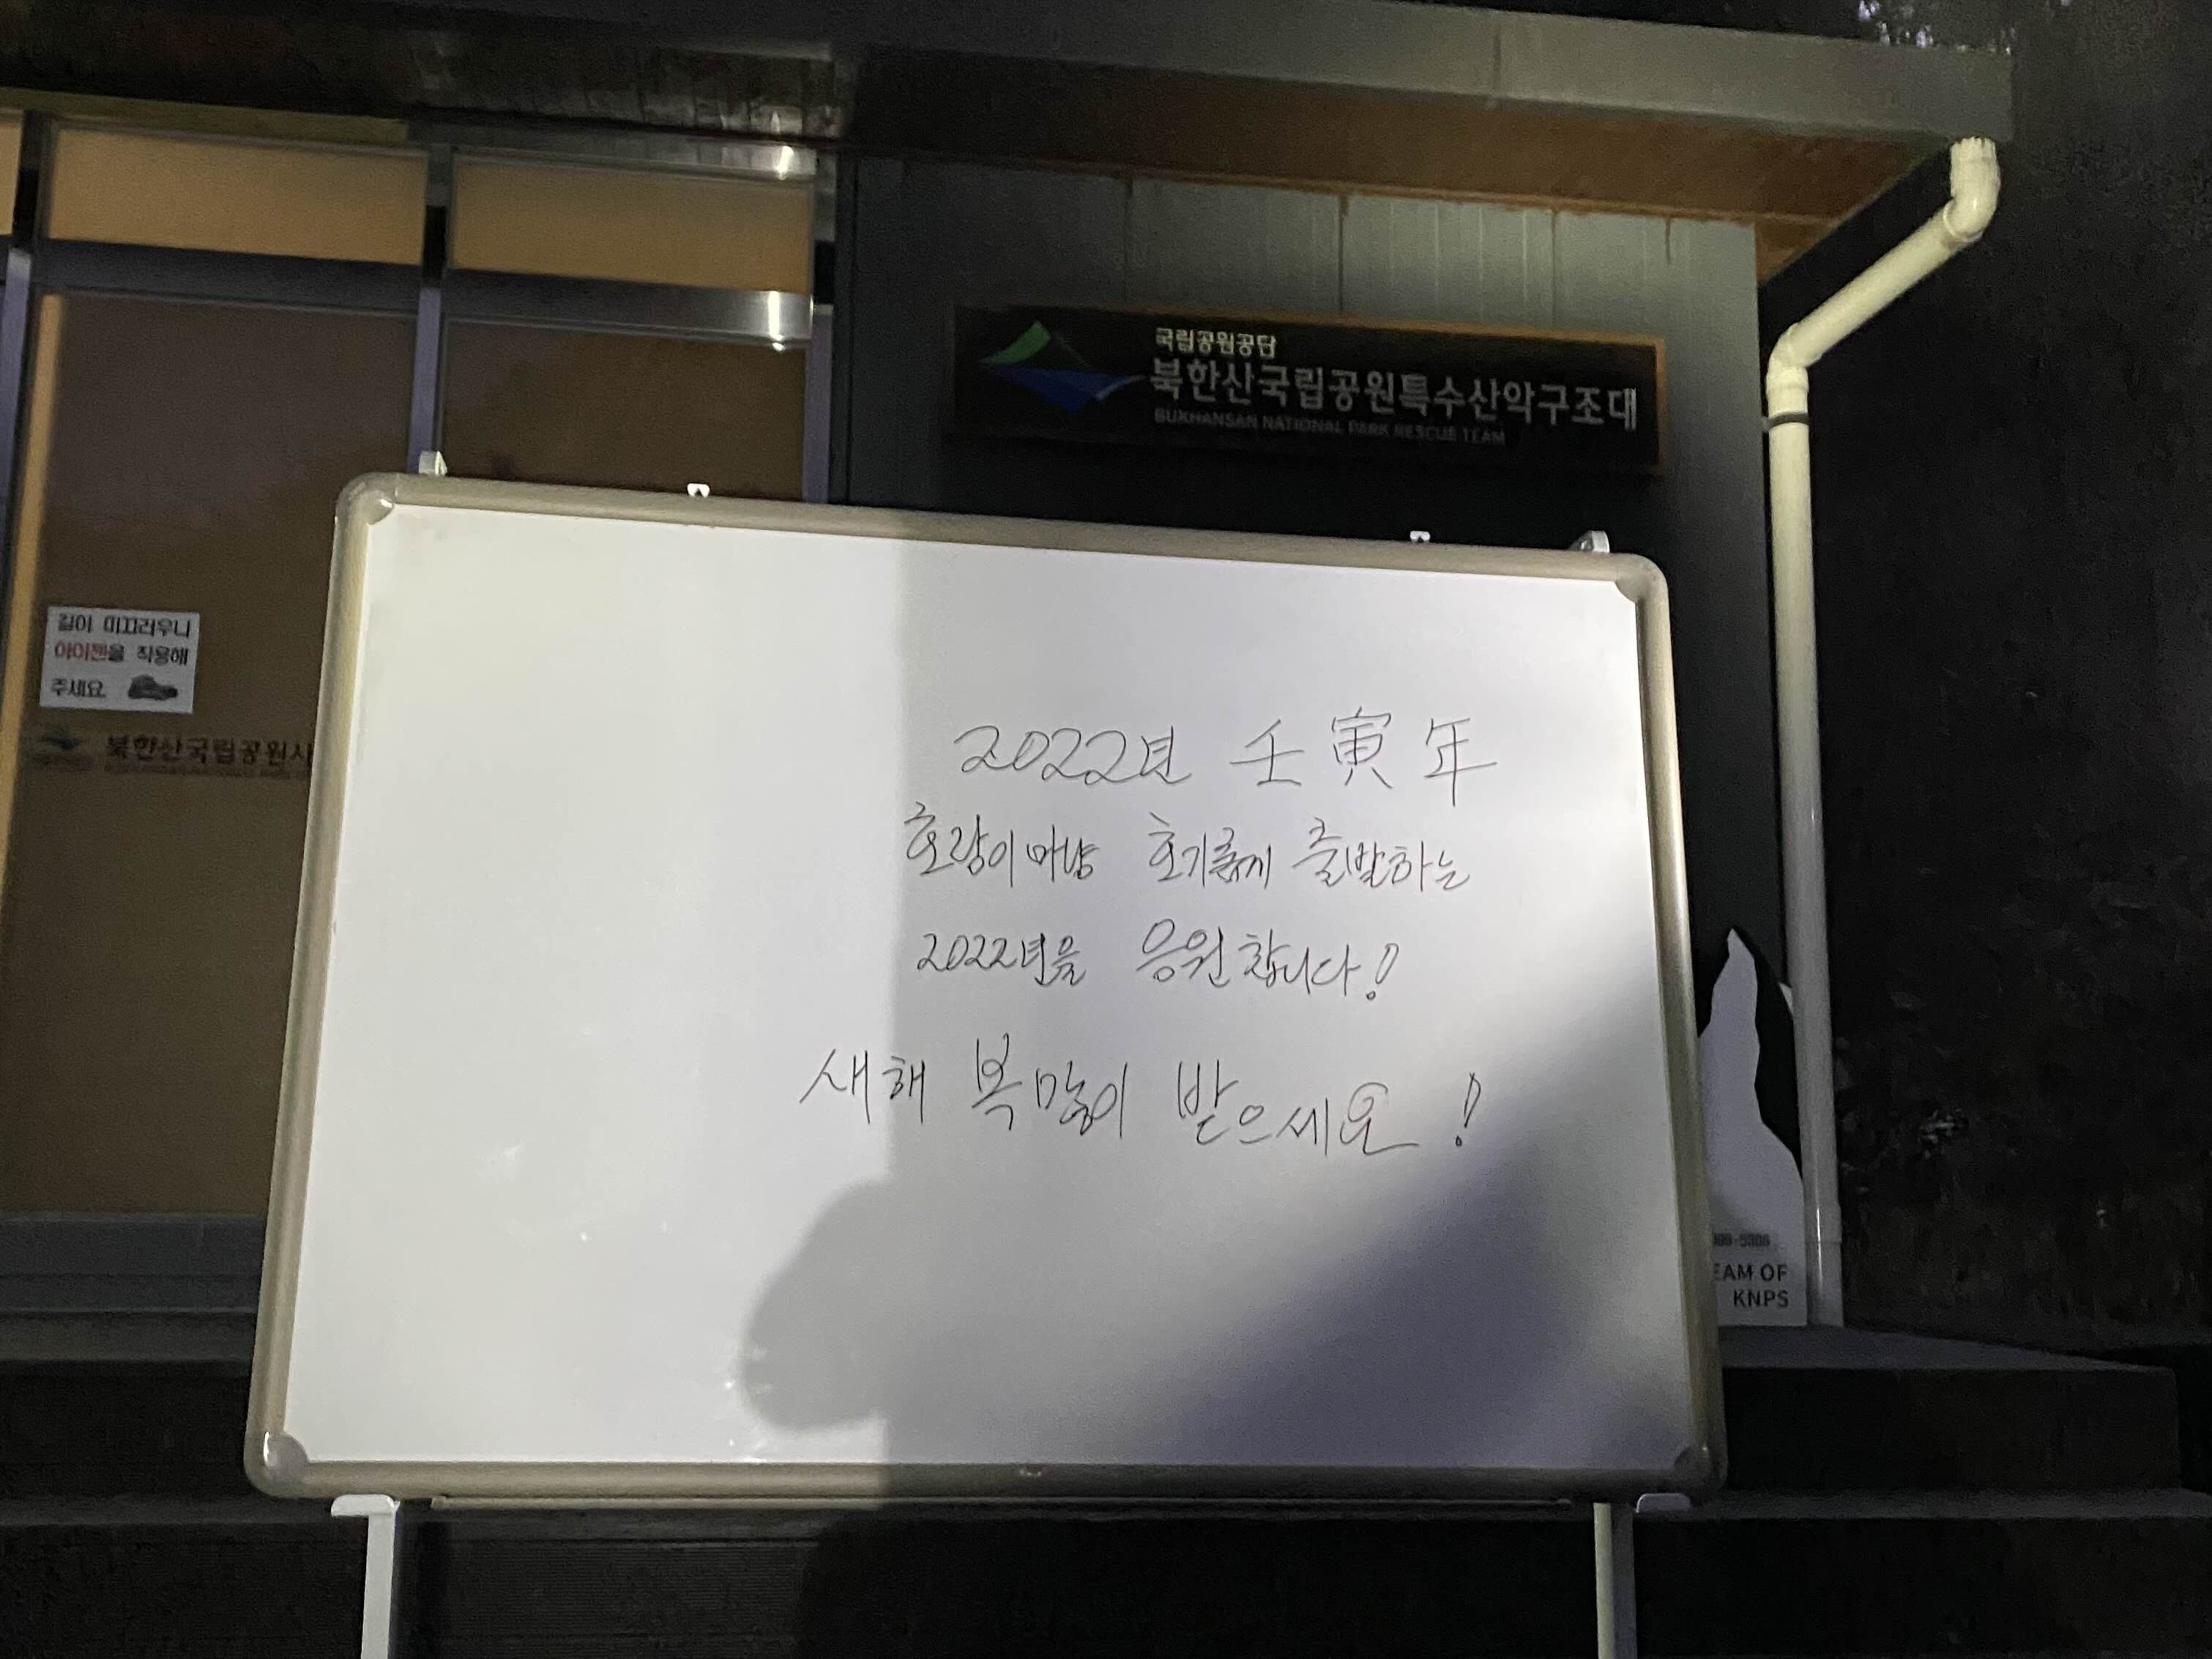 국립공원공단
북한산국립공원특수산악구조대
BUKHANSAN NATIONAL PARK RESCUE TEAM
길이 미끄러우니
아이젠을 착용해
주세요
북한산국립공원사
2022년 壬寅年
호랑이마냥 호기롭게 출발하는
2022년을 응원합니다!
새해 복많이 받으세요!
EAM OF
KNPS